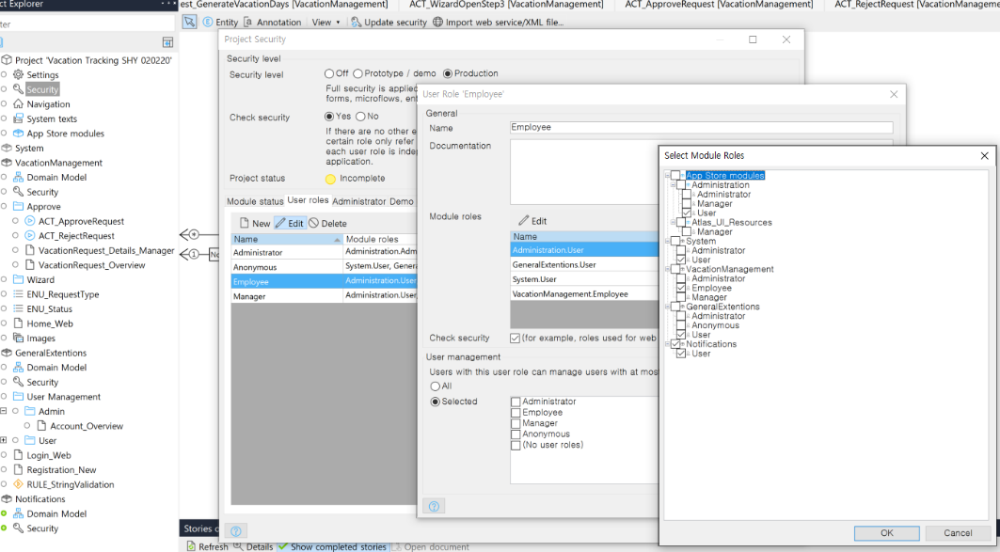 ct Explorer
est_GenerateVacationDays [VacationManagement]
ACT_WizardOpenStep3 [VacationManagement]
ACT_ApproveRequest [VacationManagement]
ACT_RejectRequest [VacationManageme
ter
Entity
Annotation
View
Update security
Import web service/XML file...
Project 'Vacation Tracking SHY 020220'
Settings
Security
Navigation
System texts
App Store modules
System
VacationManagement
Domain Model
Security
Approve
ACT_ApproveRequest
ACT_RejectRequest
VacationRequest_Details_Manager
VacationRequest_Overview
Wizard
ENU_RequestType
ENU_Status
Home_Web
Images
GeneralExtentions
Domain Model
Security
User Management
Admin
Account_Overview
User
Login_Web
Registration_New
RULE_StringValidation
Notifications
Domain Model
Security
1
No
Project Security
Security level
Security level
Off
Prototype / demo
Production
Full security is applied
forms, microflows, ent
Check security
Yes
No
If there are no other e
certain role only refer
each user role is inde
application.
Project status
Incomplete
Module status
User roles
Administrator
Demo
New
Edit
Delete
Name
Module roles
Administrator
Administration.Adm
Anonymous
System.User, Genera
Employee
Administration.User
Manager
Administration.User,
User Role 'Employee'
General
Name
Employee
Documentation
Module roles
Edit
Name
Administration.User
GeneralExtentions.User
System.User
VacationManagement.Employee
Check security
(for example, roles used for web
User management
Users with this user role can manage users with at mos
All
Selected
Administrator
Employee
Manager
Anonymous
(No user roles)
Select Module Roles
App Store modules
Administration
Administrator
Manager
User
Atlas_UI_Resources
Manager
System
Administrator
User
VacationManagement
Administrator
Employee
Manager
GeneralExtentions
Administrator
Anonymous
User
Notifications
User
OK
Cancel
Stories
Refresh
Details
Show completed stories
Open document